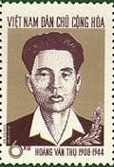 VIỆT NAM DÂN CHỦ CỘNG HÒA
HOÀNG VĂN THỤ 1908-1944